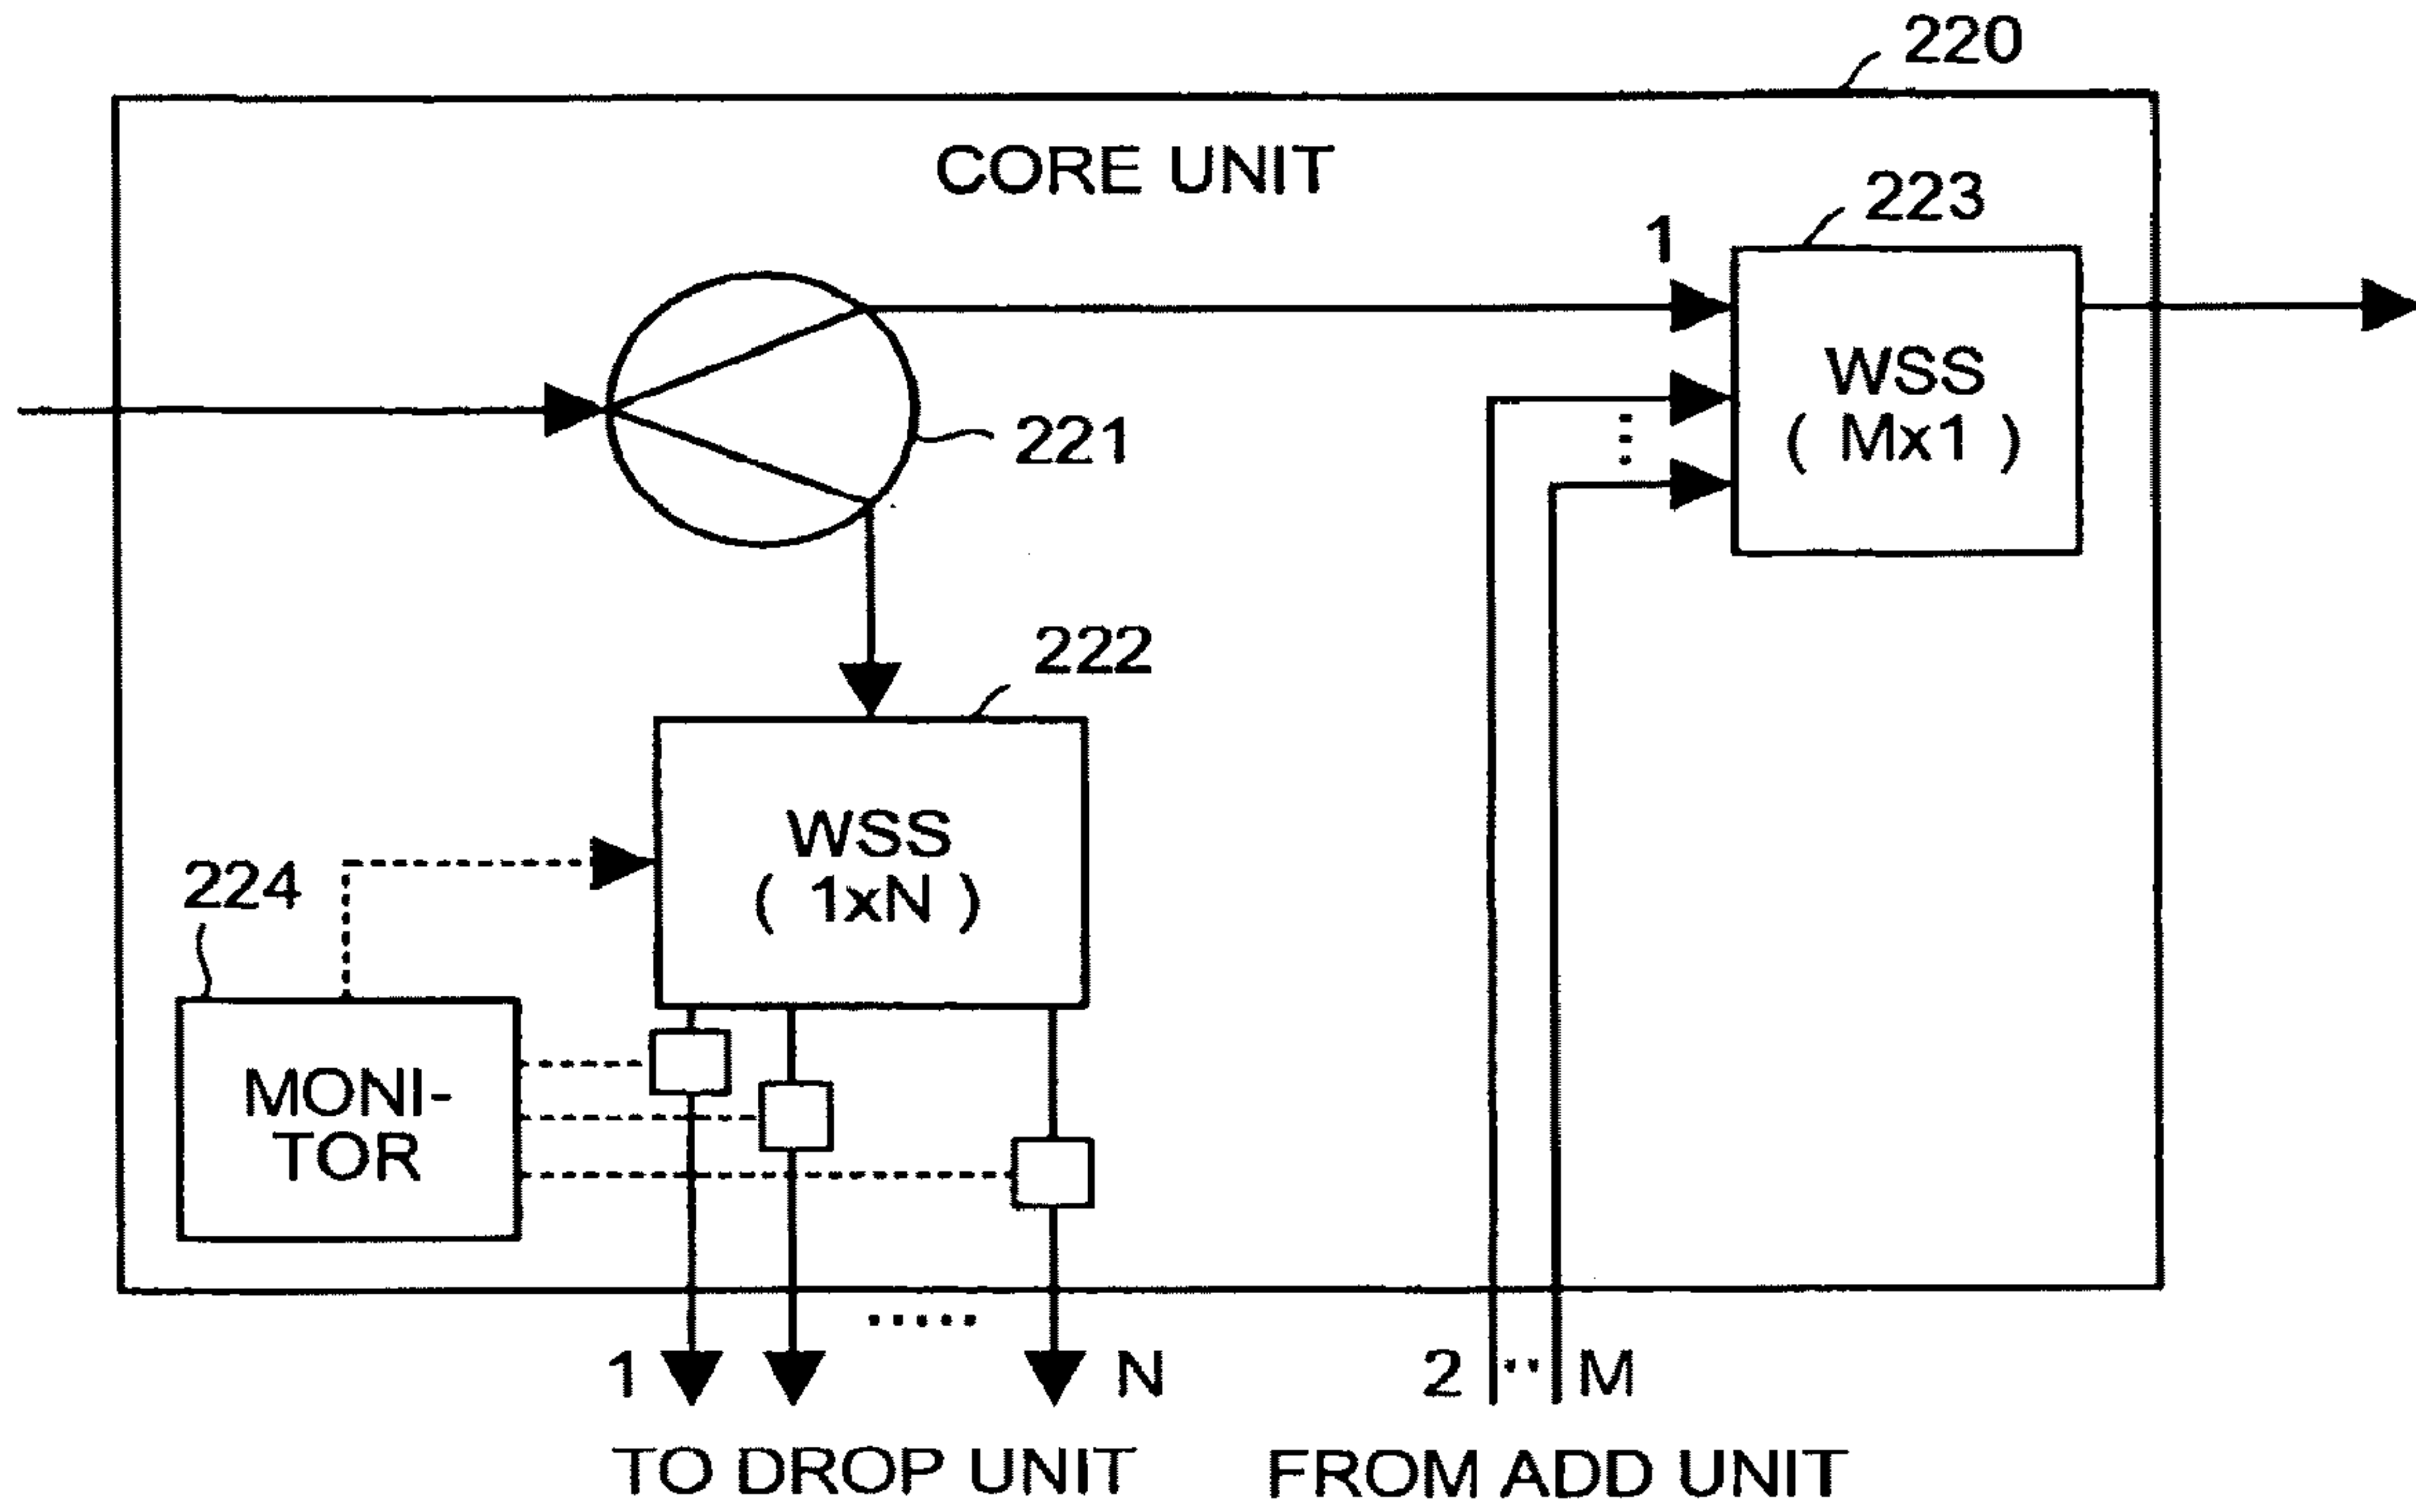 220
CORE UNIT
223
1
WSS
( Mx1 )
221
222
WSS
( 1xN )
224
MONI-
TOR
1
N
2
M
TO DROP UNIT
FROM ADD UNIT